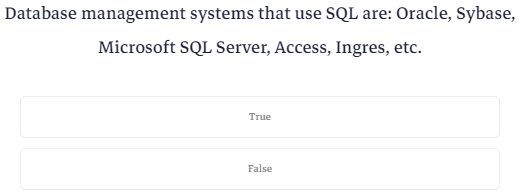 Database management systems that use SQL are: Oracle, Sybase,
Microsoft SQL Server, Access, Ingres, etc.
True
False